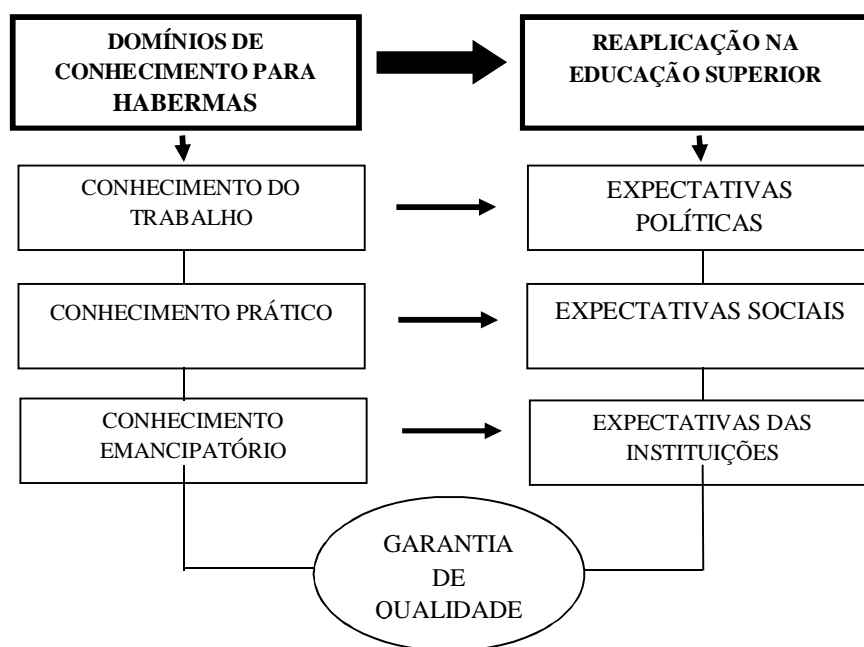 DOMÍNIOS DE
CONHECIMENTO PARA
HABERMAS
REAPLICAÇÃO NA
EDUCAÇÃO SUPERIOR
CONHECIMENTO DO
TRABALHO
EXPECTATIVAS
POLÍTICAS
CONHECIMENTO PRÁTICO
EXPECTATIVAS SOCIAIS
CONHECIMENTO
EMANCIPATÓRIO
EXPECTATIVAS DAS
INSTITUIÇÕES
GARANTIA
DE
QUALIDADE